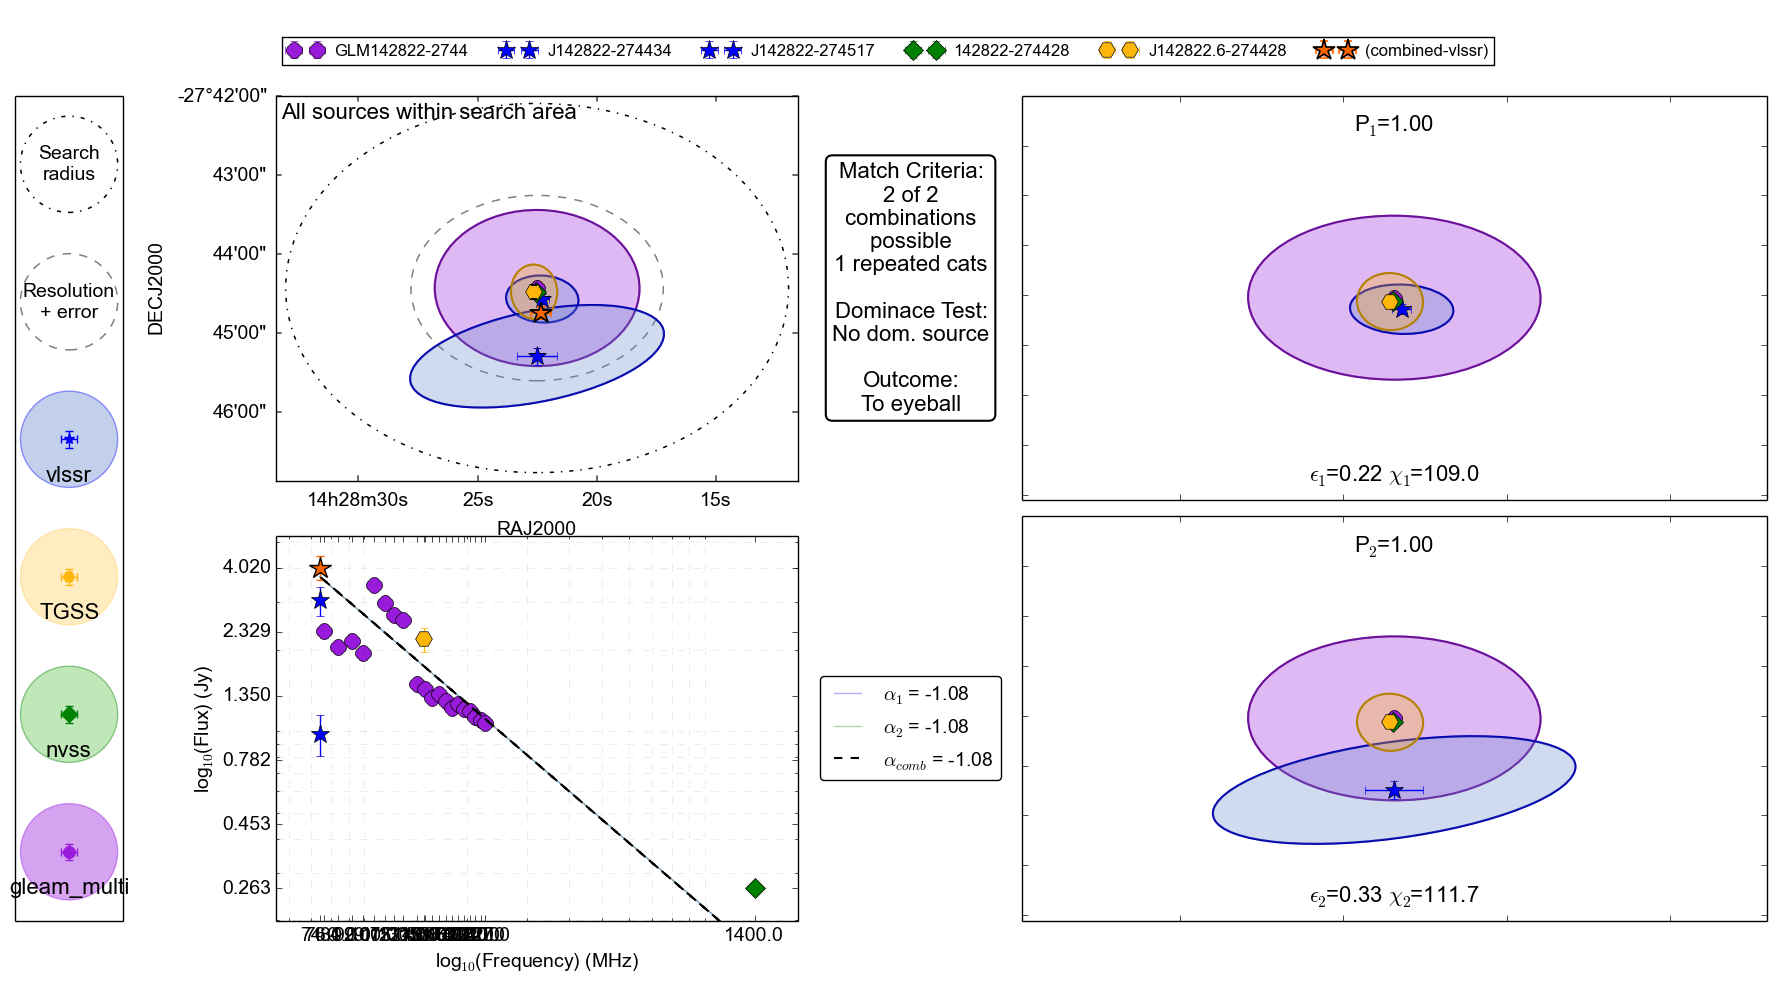 GLM142822-2744 J142822-274434 J142822-274517 142822-274428 J142822.6-274428 (combined-vlssr)
Search
radius
Resolution
+ error
vlssr
TGSS
nvss
gleam_multi
All sources within search area
DECJ2000
-27°42'00"
43'00"
44'00"
45'00"
46'00"
14h28m30s 25s 20s 15s
RAJ2000
Match Criteria:
2 of 2
combinations
possible
1 repeated cats
Dominace Test:
No dom. source
Outcome:
To eyeball
P1=1.00
ϵ1=0.22 χ1=109.0
log10(Flux) (Jy)
4.020
2.329
1.350
0.782
0.453
0.263
1400.0
log10(Frequency) (MHz)
α1 = -1.08
α2 = -1.08
αcomb = -1.08
P2=1.00
ϵ2=0.33 χ2=111.7